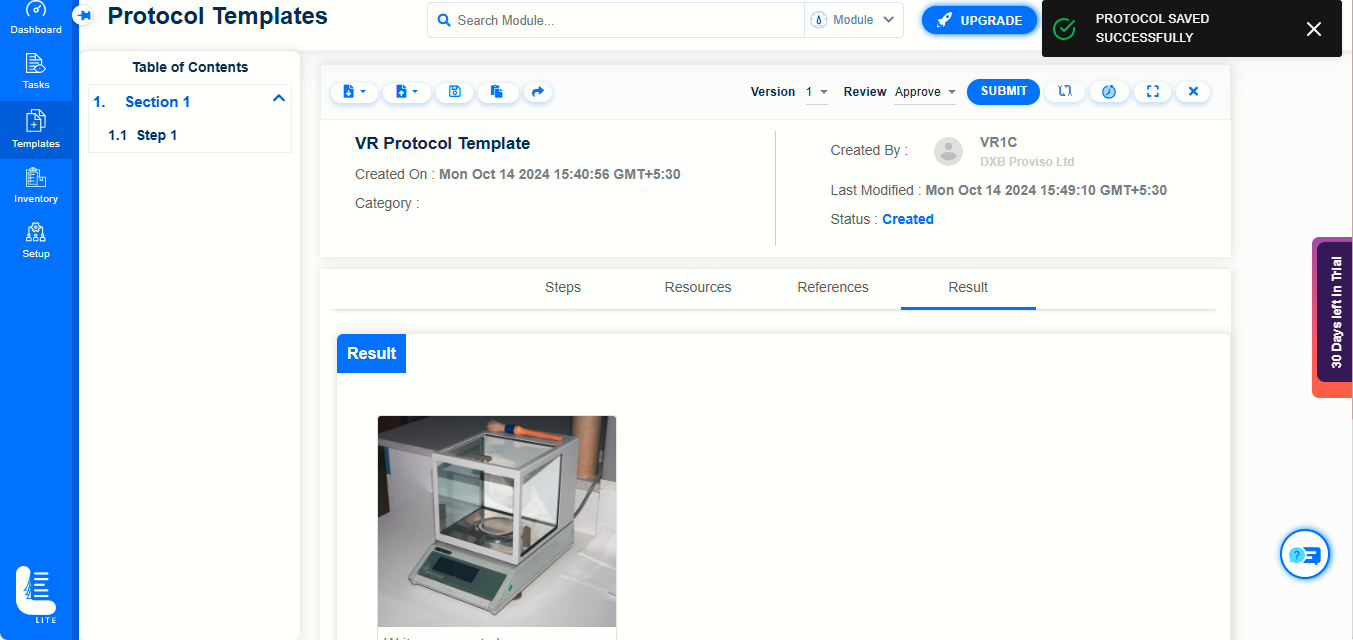 Protocol Templates
Search Module...
Module
UPGRADE
PROTOCOL SAVED
SUCCESSFULLY
Dashboard
Tasks
Templates
Inventory
Setup
LITE
Table of Contents
1. Section 1
1.1 Step 1
Version 1
Review Approve
SUBMIT
VR Protocol Template
Created On : Mon Oct 14 2024 15:40:56 GMT+5:30
Category :
Created By :
VR1C
DXB Proviso Ltd
Last Modified : Mon Oct 14 2024 15:49:10 GMT+5:30
Status : Created
Steps
Resources
References
Result
Result
30 Days left in Trial